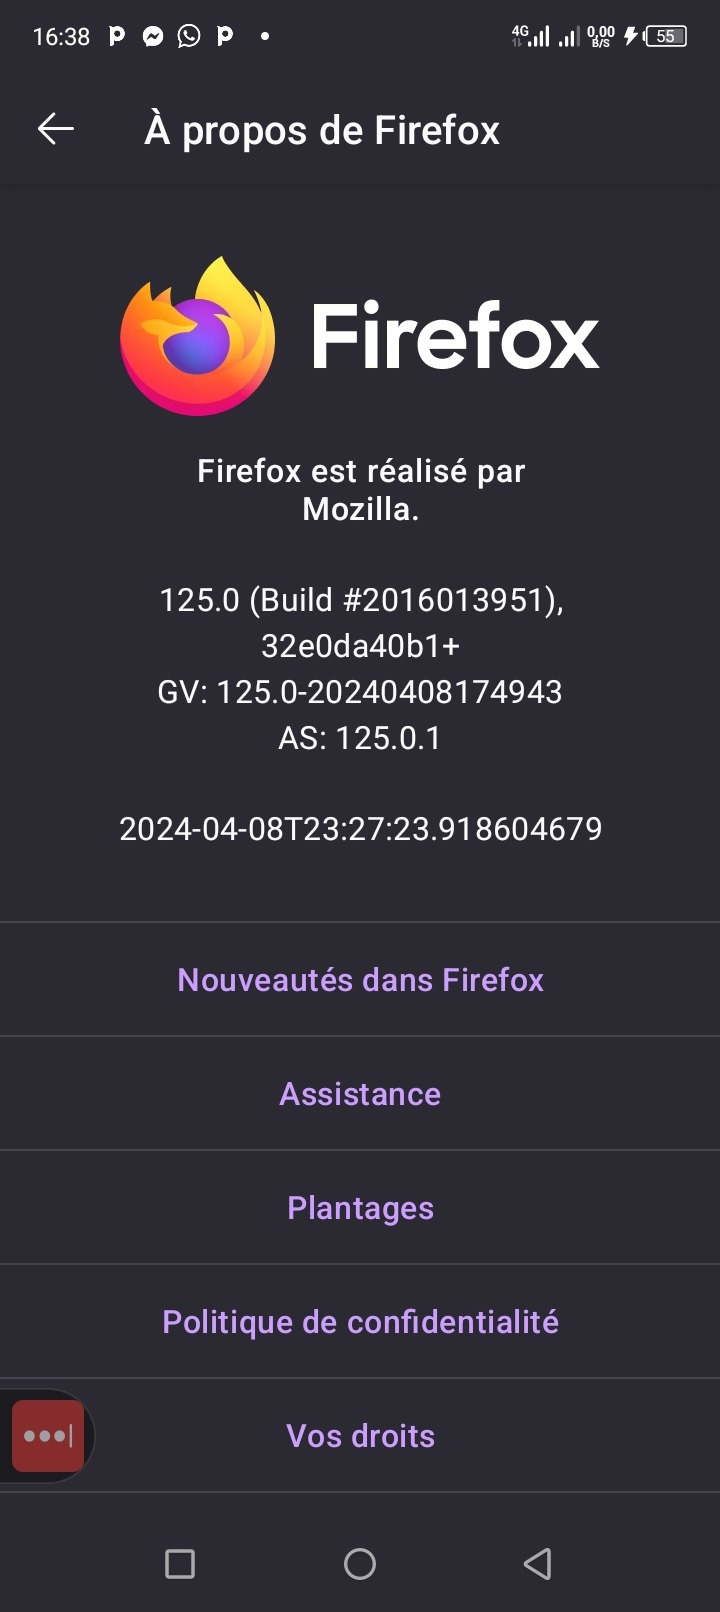 16:38
4G
0,00
B/S
55
À propos de Firefox
Firefox
Firefox est réalisé par
Mozilla.
125.0 (Build #2016013951),
32e0da40b1+
GV: 125.0-20240408174943
AS: 125.0.1
2024-04-08T23:27:23.918604679
Nouveautés dans Firefox
Assistance
Plantages
Politique de confidentialité
Vos droits